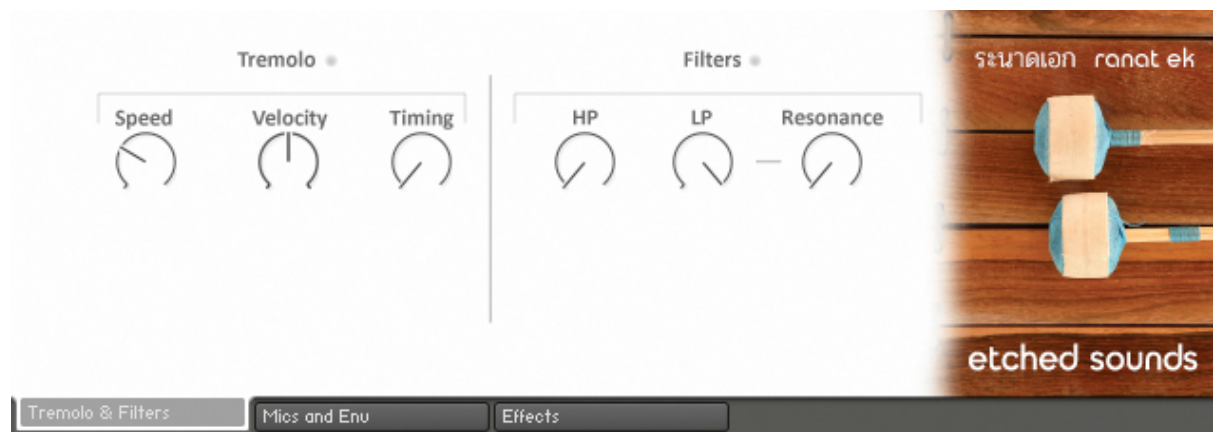 Tremolo
Filters
ระนาดเอก ranat ek
Speed Velocity Timing
HP LP Resonance
etched sounds
Tremolo & Filters
Mics and Env
Effects